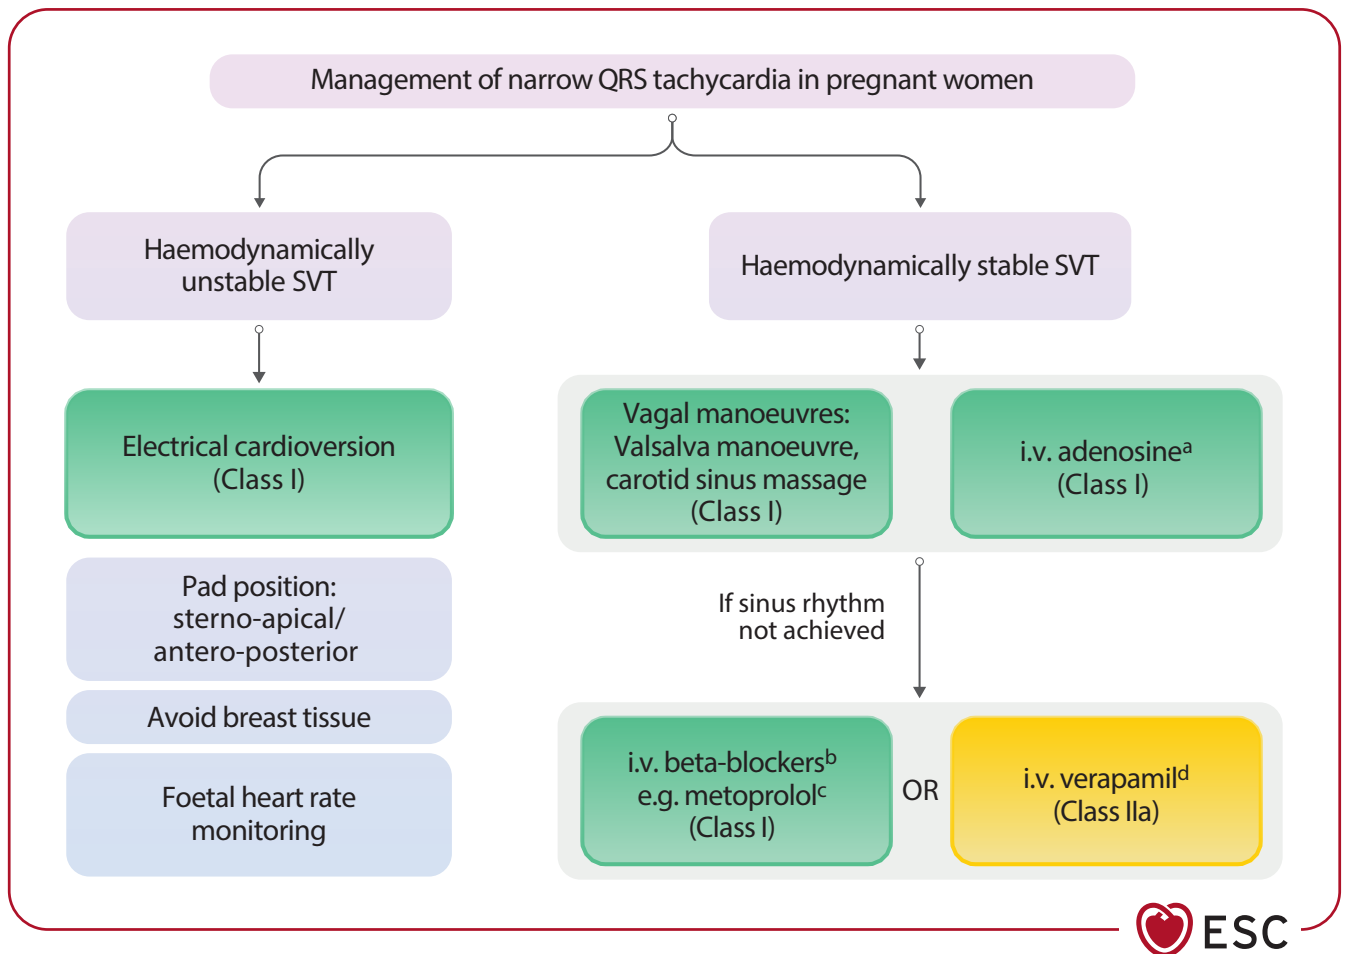 Management of narrow QRS tachycardia in pregnant women
Haemodynamically
unstable SVT
Haemodynamically stable SVT
Electrical cardioversion
(Class I)
Vagal manoeuvres:
Valsalva manoeuvre,
carotid sinus massage
(Class I)
i.v. adenosineᵃ
(Class I)
Pad position:
sterno-apical/
antero-posterior
Avoid breast tissue
Foetal heart rate
monitoring
If sinus rhythm
not achieved
i.v. beta-blockersᵇ
e.g. metoprololᶜ
(Class I)
OR
i.v. verapamilᵈ
(Class IIa)
ESC